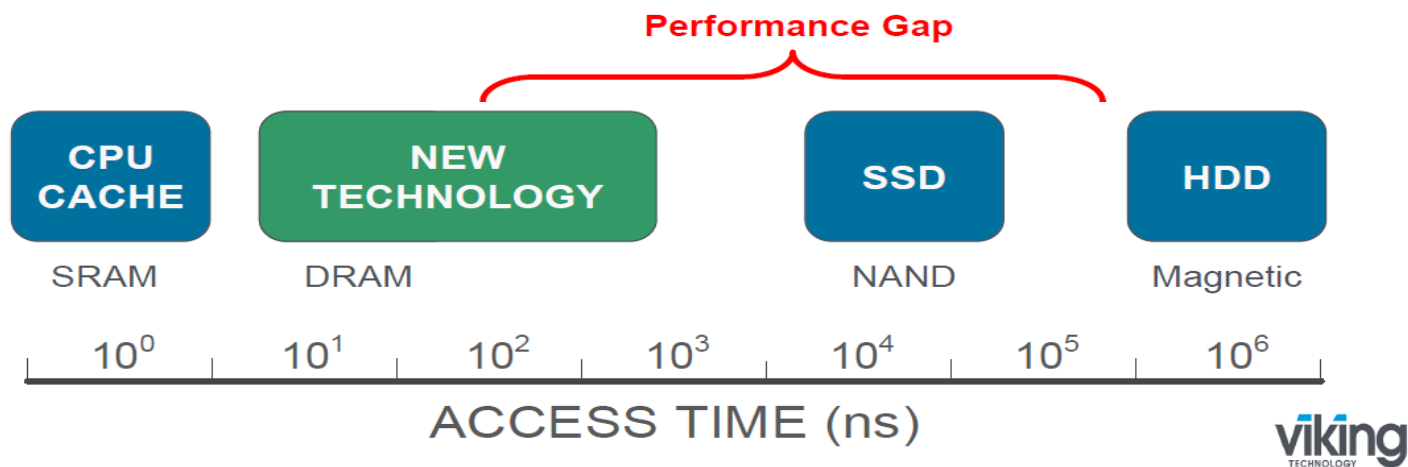 Performance Gap
CPU
CACHE
NEW
TECHNOLOGY
SSD
HDD
SRAM
DRAM
NAND
Magnetic
10⁰ 10¹ 10² 10³ 10⁴ 10⁵ 10⁶
ACCESS TIME (ns)
viking
TECHNOLOGY